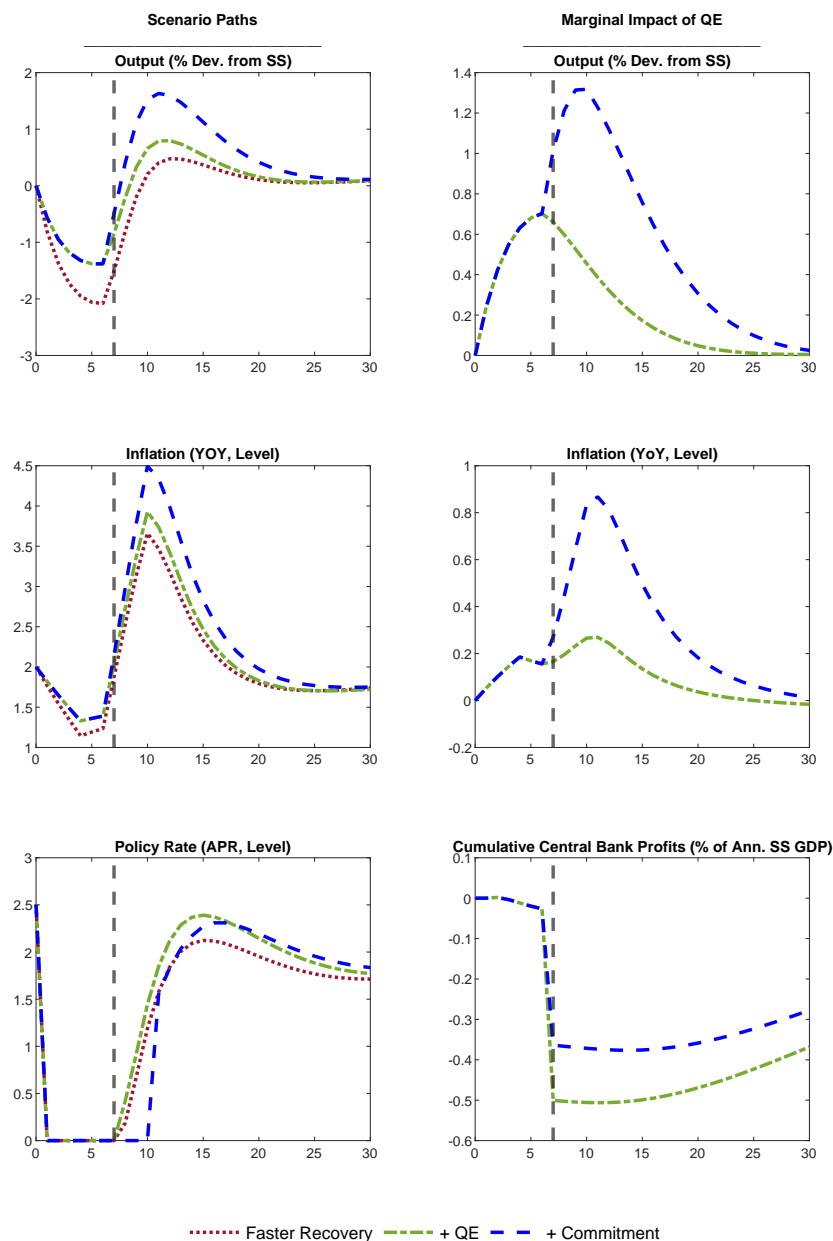 Scenario Paths
Marginal Impact of QE
Output (% Dev. from SS)
2
1
0
-1
-2
-3
0 5 10 15 20 25 30
Output (% Dev. from SS)
1.4
1.2
1
0.8
0.6
0.4
0.2
0
0 5 10 15 20 25 30
Inflation (YOY, Level)
4.5
4
3.5
3
2.5
2
1.5
1
0 5 10 15 20 25 30
Inflation (YoY, Level)
1
0.8
0.6
0.4
0.2
0
-0.2
0 5 10 15 20 25 30
Policy Rate (APR, Level)
3
2.5
2
1.5
1
0.5
0
0 5 10 15 20 25 30
Cumulative Central Bank Profits (% of Ann. SS GDP)
0.1
0
-0.1
-0.2
-0.3
-0.4
-0.5
-0.6
0 5 10 15 20 25 30
Faster Recovery + QE + Commitment